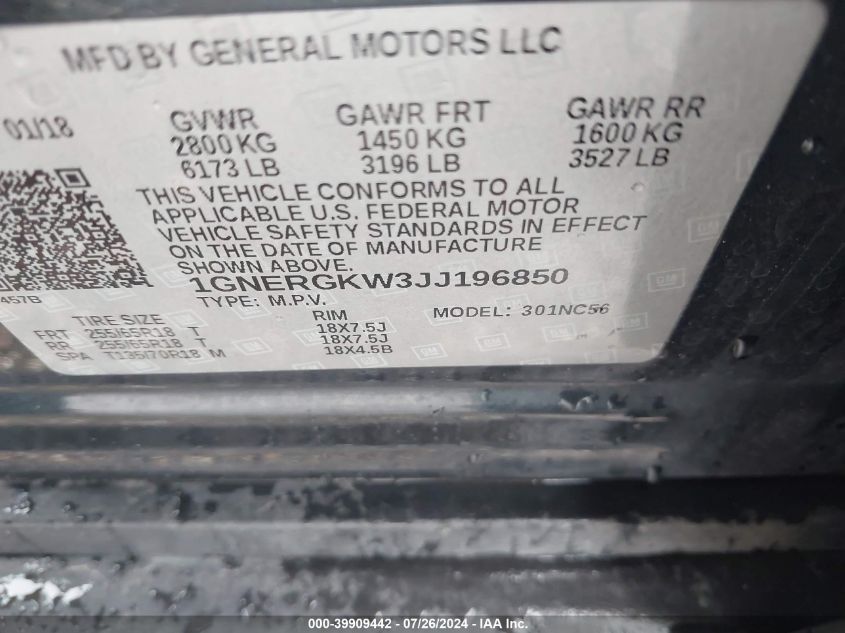 MFD BY GENERAL MOTORS LLC
01/18 GVWR GAWR FRT GAWR RR
2800 KG 1450 KG 1600 KG
6173 LB 3196 LB 3527 LB
THIS VEHICLE CONFORMS TO ALL
APPLICABLE U.S. FEDERAL MOTOR
VEHICLE SAFETY STANDARDS IN EFFECT
ON THE DATE OF MANUFACTURE
SHOWN ABOVE.
1GNERGKW3JJ196850
457B TYPE: M.P.V. MODEL: 301NC56
TIRE SIZE RIM
FRT 255/65R18 T 18X7.5J
RR 255/65R18 T 18X7.5J
SPA T135/70R18 M 18X4.5B
000-39909442 - 07/26/2024 - IAAI Inc.